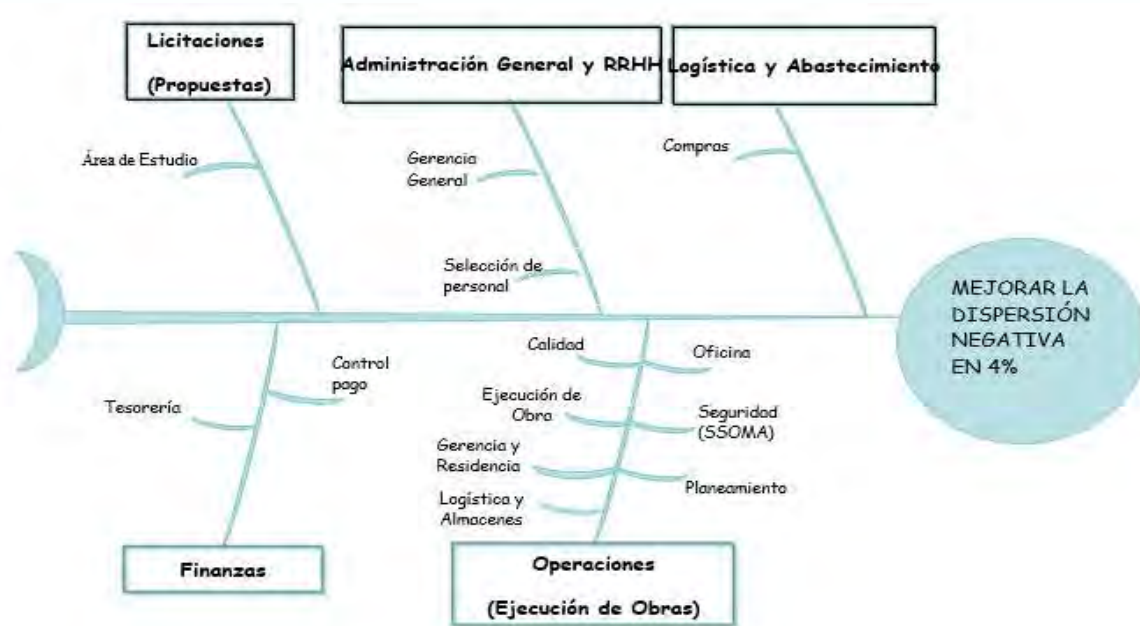 Licitaciones
(Propuestas)
Administración General y RRHH
Logística y Abastecimiento
Área de Estudio
Gerencia
General
Compras
Selección de
personal
MEJORAR LA
DISPERSIÓN
NEGATIVA
EN 4%
Control
pago
Tesorería
Calidad
Oficina
Ejecución de
Obra
Seguridad
(SSOMA)
Gerencia y
Residencia
Planeamiento
Logística y
Almacenes
Finanzas
Operaciones
(Ejecución de Obras)